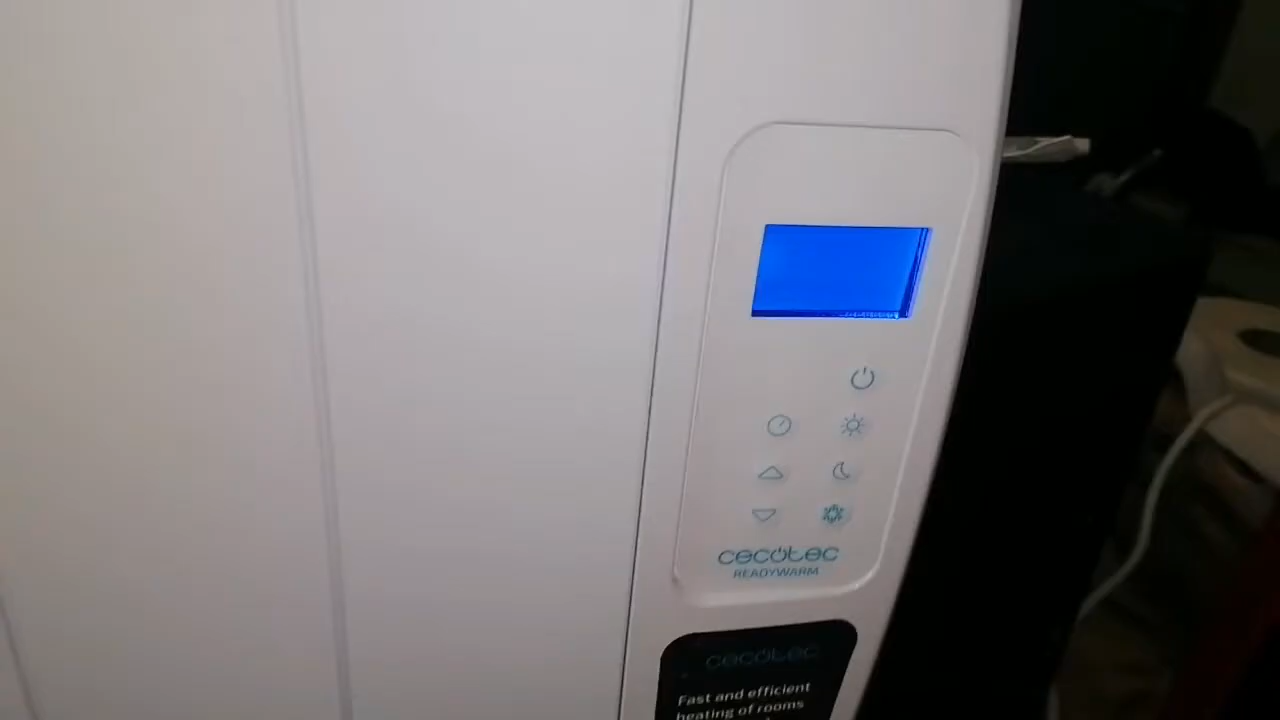 cecotec
READYWARM
cecotec
Fast and efficient
heating of rooms